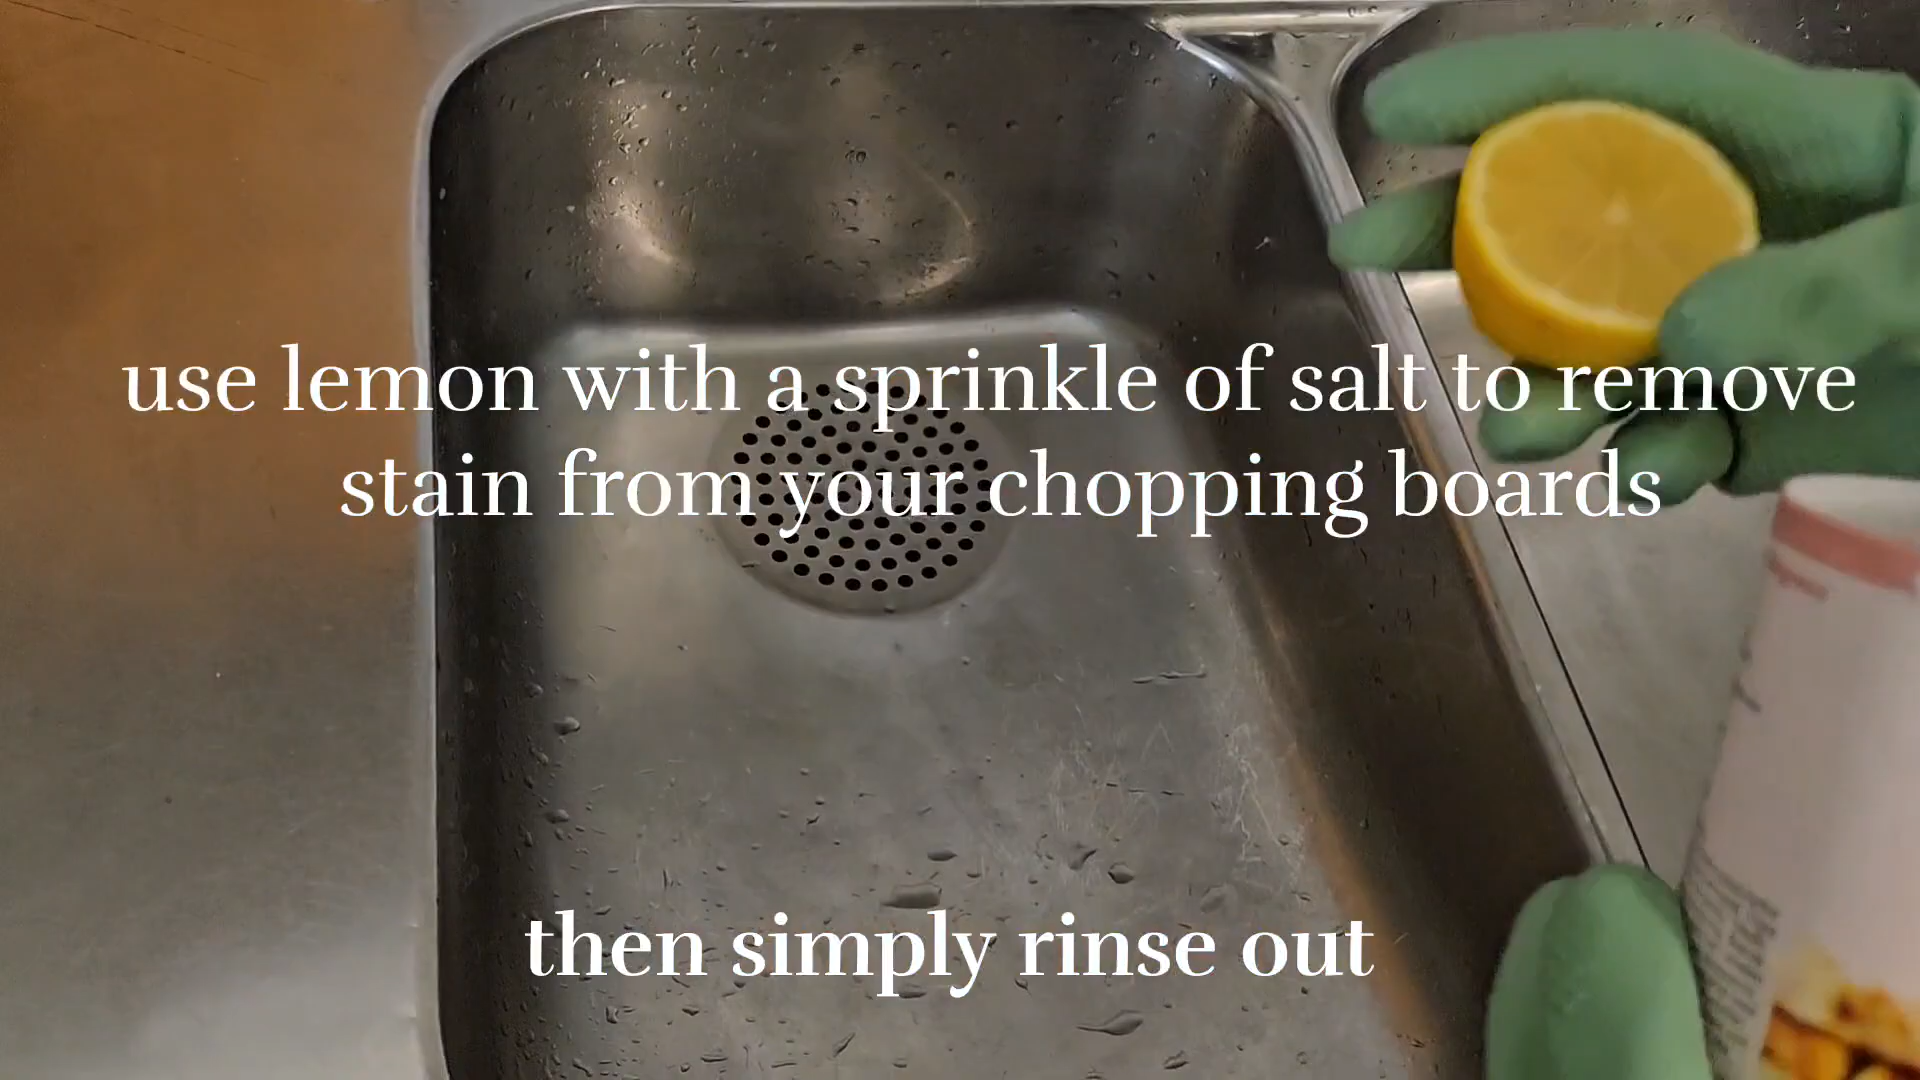 use lemon with a sprinkle of salt to remove
stain from your chopping boards
then simply rinse out